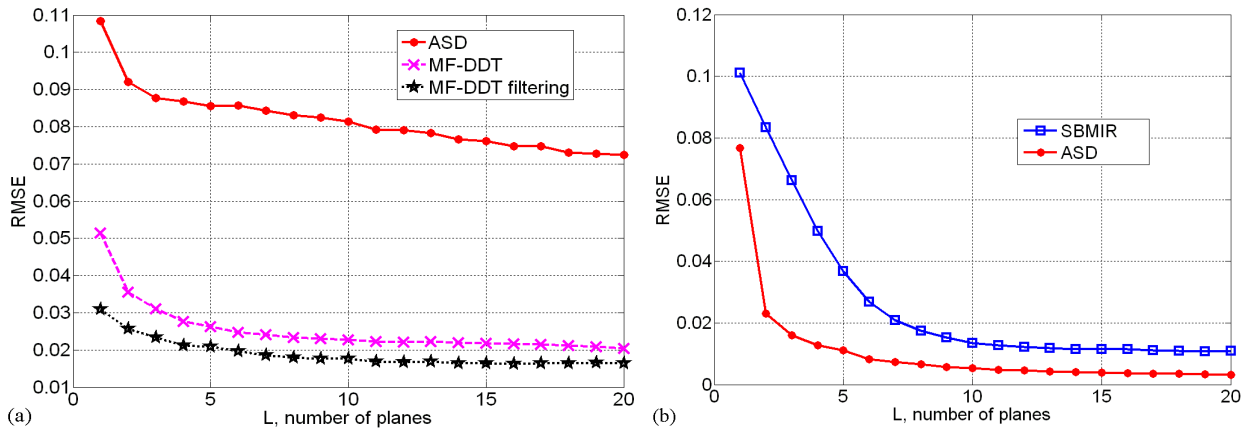 0.11
0.1
0.09
0.08
0.07
0.06
0.05
0.04
0.03
0.02
0.01
RMSE
ASD
MF-DDT
MF-DDT filtering
5
10
15
20
L, number of planes
(a)
0.12
0.1
0.08
0.06
0.04
0.02
0
RMSE
SBMIR
ASD
0
5
10
15
20
L, number of planes
(b)